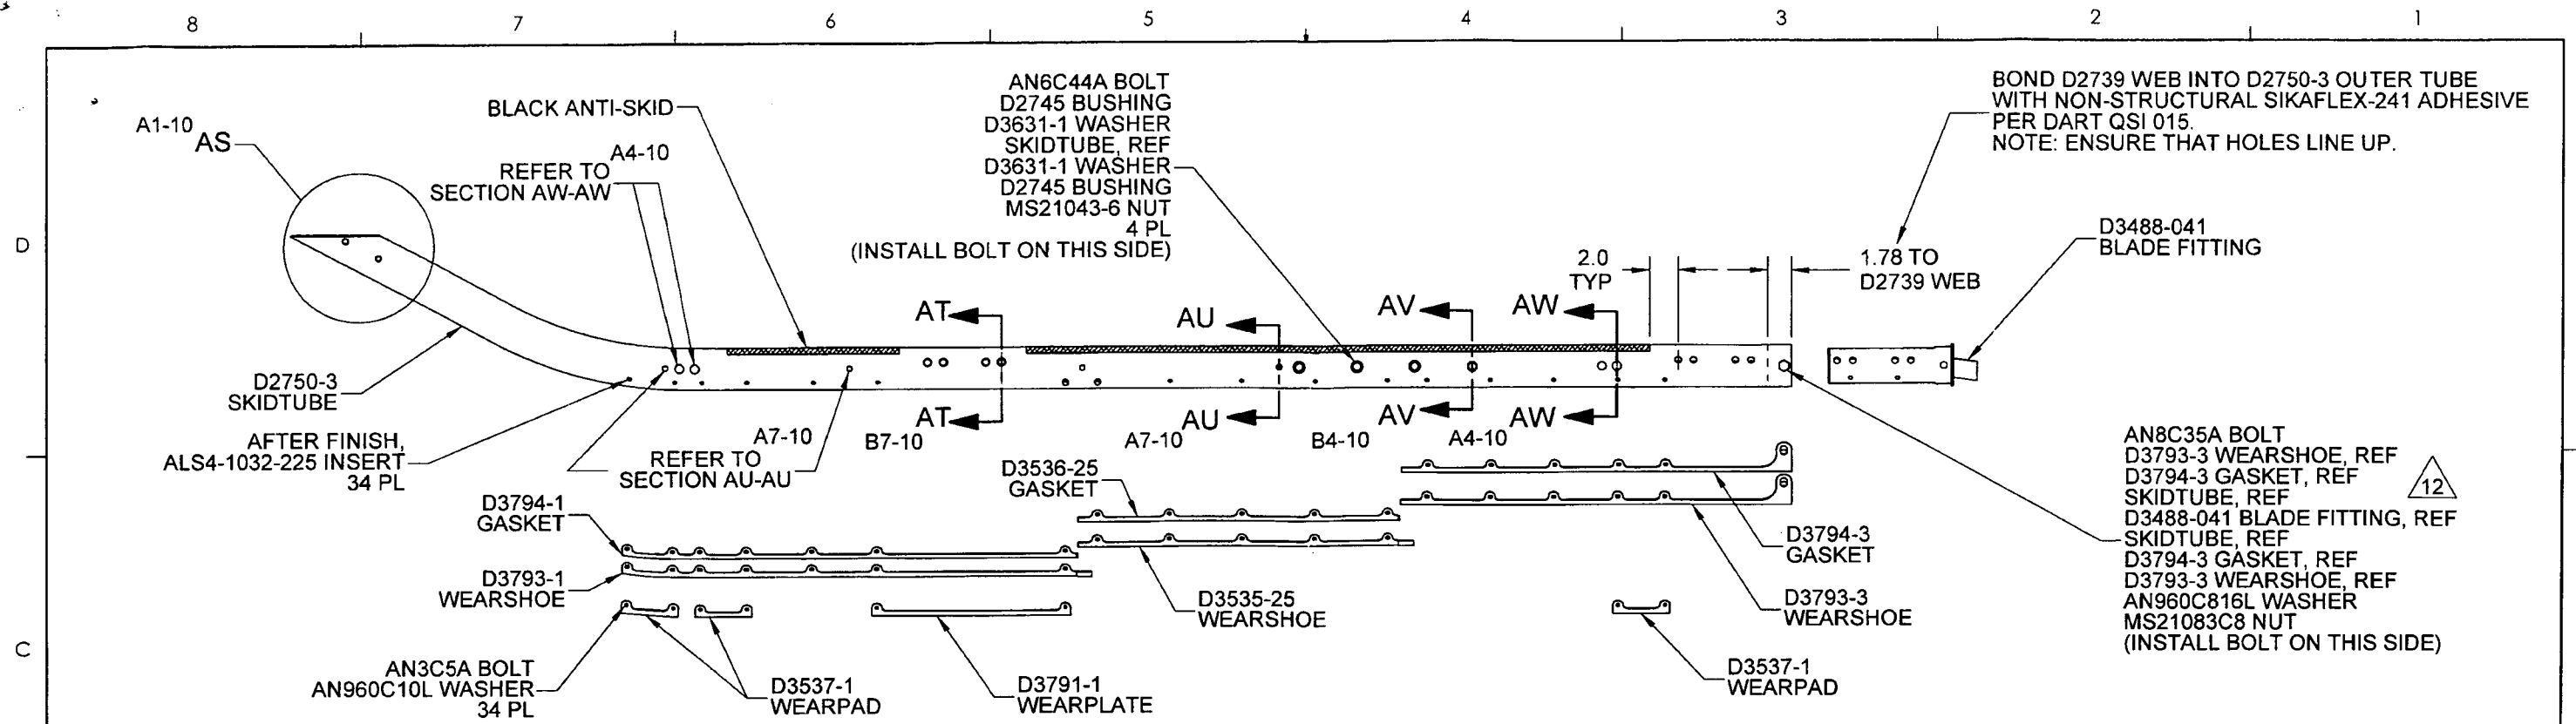 8 7 6 5 4 3 2 1
D
C
A1-10
AS
BLACK ANTI-SKID
A4-10
REFER TO
SECTION AW-AW
AN6C44A BOLT
D2745 BUSHING
D3631-1 WASHER
SKIDTUBE, REF
D3631-1 WASHER
D2745 BUSHING
MS21043-6 NUT
4 PL
(INSTALL BOLT ON THIS SIDE)
BOND D2739 WEB INTO D2750-3 OUTER TUBE
WITH NON-STRUCTURAL SIKAFLEX-241 ADHESIVE
PER DART QSI 015.
NOTE: ENSURE THAT HOLES LINE UP.
2.0
TYP
1.78 TO
D2739 WEB
D3488-041
BLADE FITTING
AT
AU
AV
AW
D2750-3
SKIDTUBE
AFTER FINISH,
ALS4-1032-225 INSERT
34 PL
REFER TO
SECTION AU-AU
A7-10
B7-10
AT
A7-10
AU
B4-10
AV
A4-10
AW
D3536-25
GASKET
D3794-1
GASKET
D3793-1
WEARSHOE
AN3C5A BOLT
AN960C10L WASHER
34 PL
D3537-1
WEARPAD
D3791-1
WEARPLATE
D3535-25
WEARSHOE
D3794-3
GASKET
D3793-3
WEARSHOE
D3537-1
WEARPAD
AN8C35A BOLT
D3793-3 WEARSHOE, REF
D3794-3 GASKET, REF
SKIDTUBE, REF
D3488-041 BLADE FITTING, REF
SKIDTUBE, REF
D3794-3 GASKET, REF
D3793-3 WEARSHOE, REF
AN960C816L WASHER
MS21083C8 NUT
(INSTALL BOLT ON THIS SIDE)
12